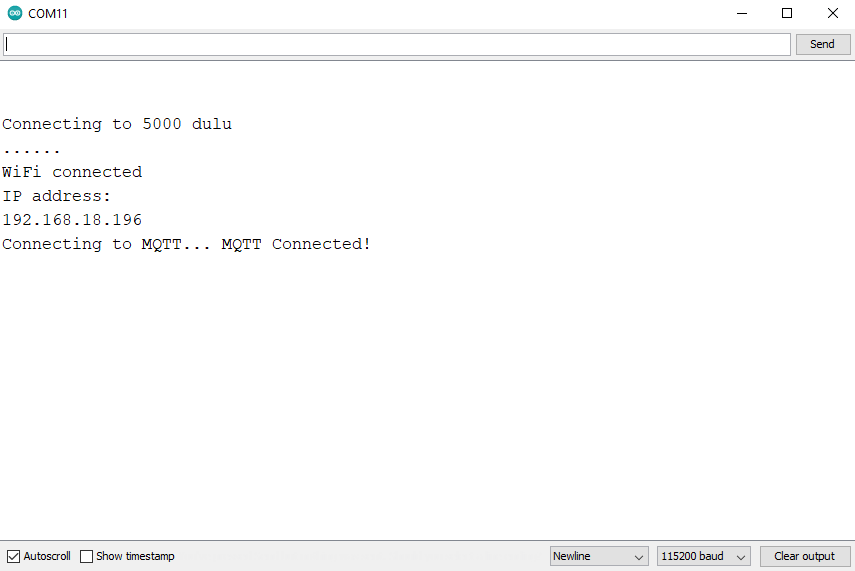 COM11
Send
Connecting to 5000 dulu
......
WiFi connected
IP address:
192.168.18.196
Connecting to MQTT... MQTT Connected!
Autoscroll Show timestamp Newline 115200 baud Clear output